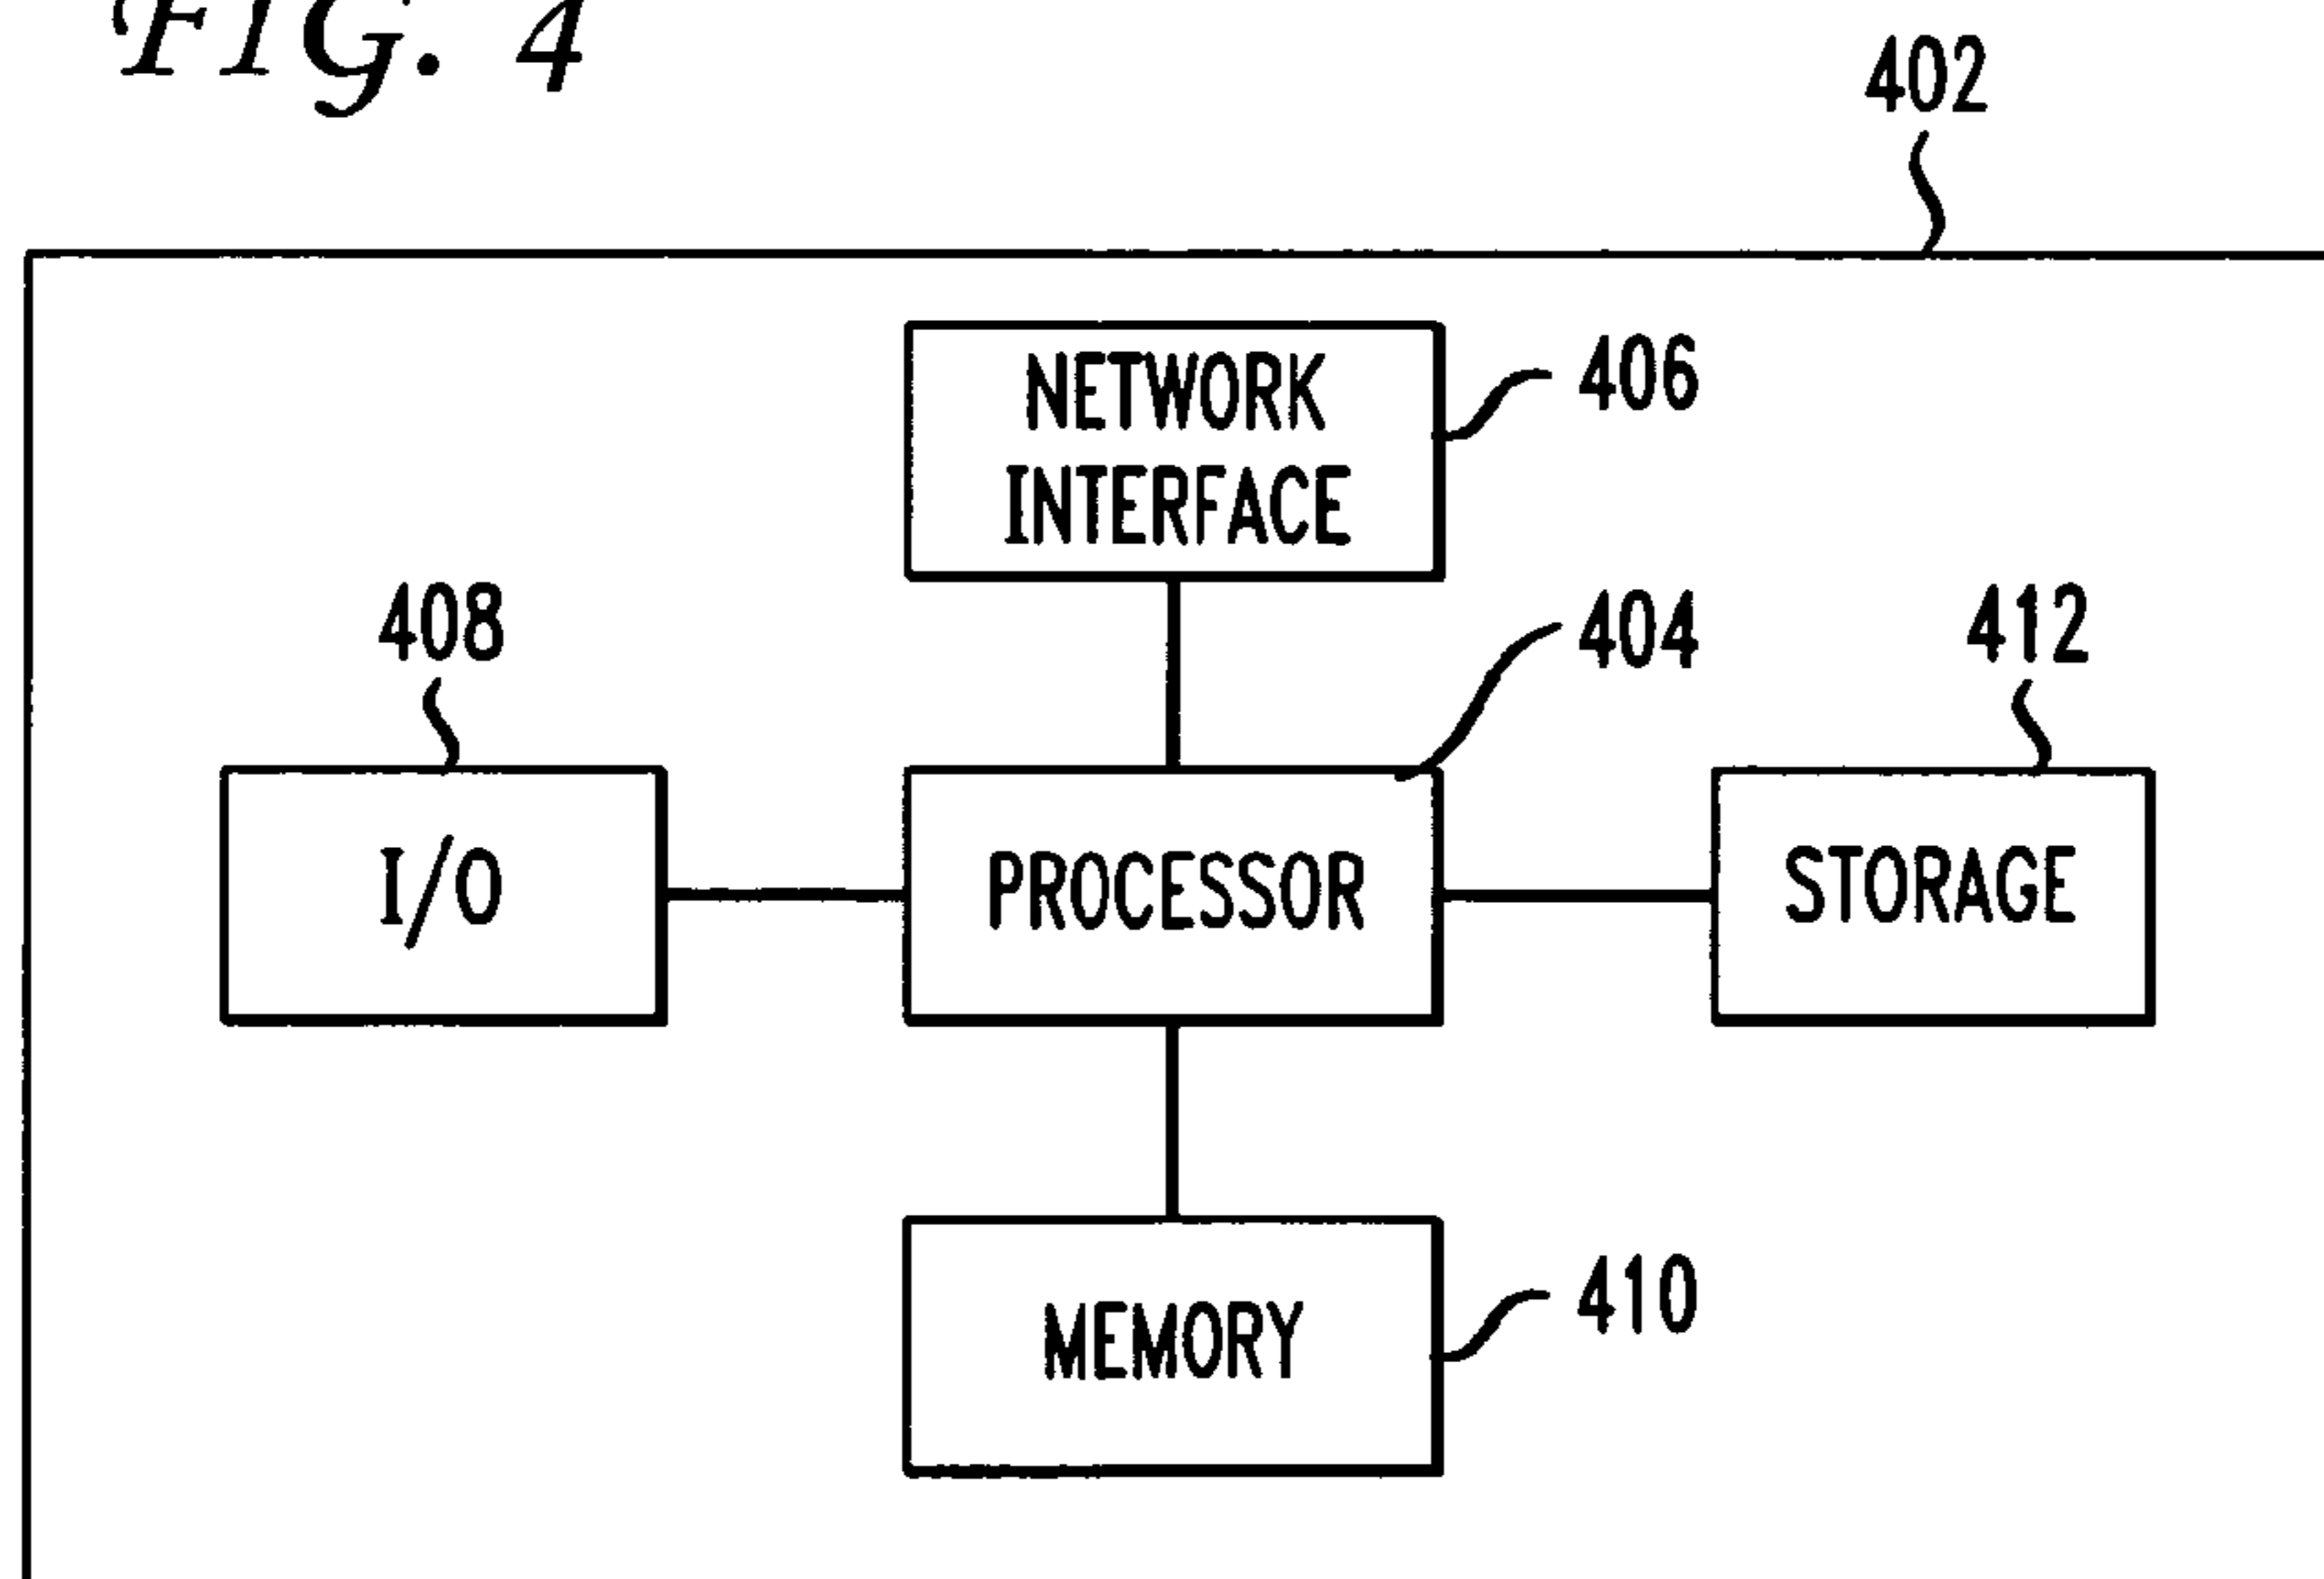 FIG. 4
402
NETWORK
INTERFACE
406
408
404
412
I/O
PROCESSOR
STORAGE
MEMORY
410